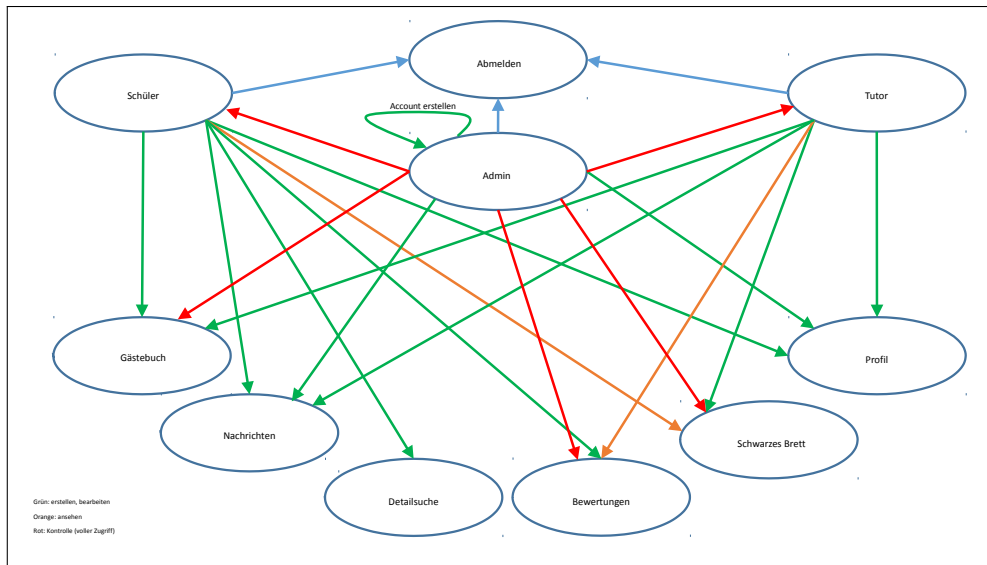 Abmelden
Schüler
Tutor
Account erstellen
Admin
Gästebuch
Profil
Nachrichten
Schwarzes Brett
Detailsuche
Bewertungen
Grün: erstellen, bearbeiten
Orange: ansehen
Rot: Kontrolle (voller Zugriff)